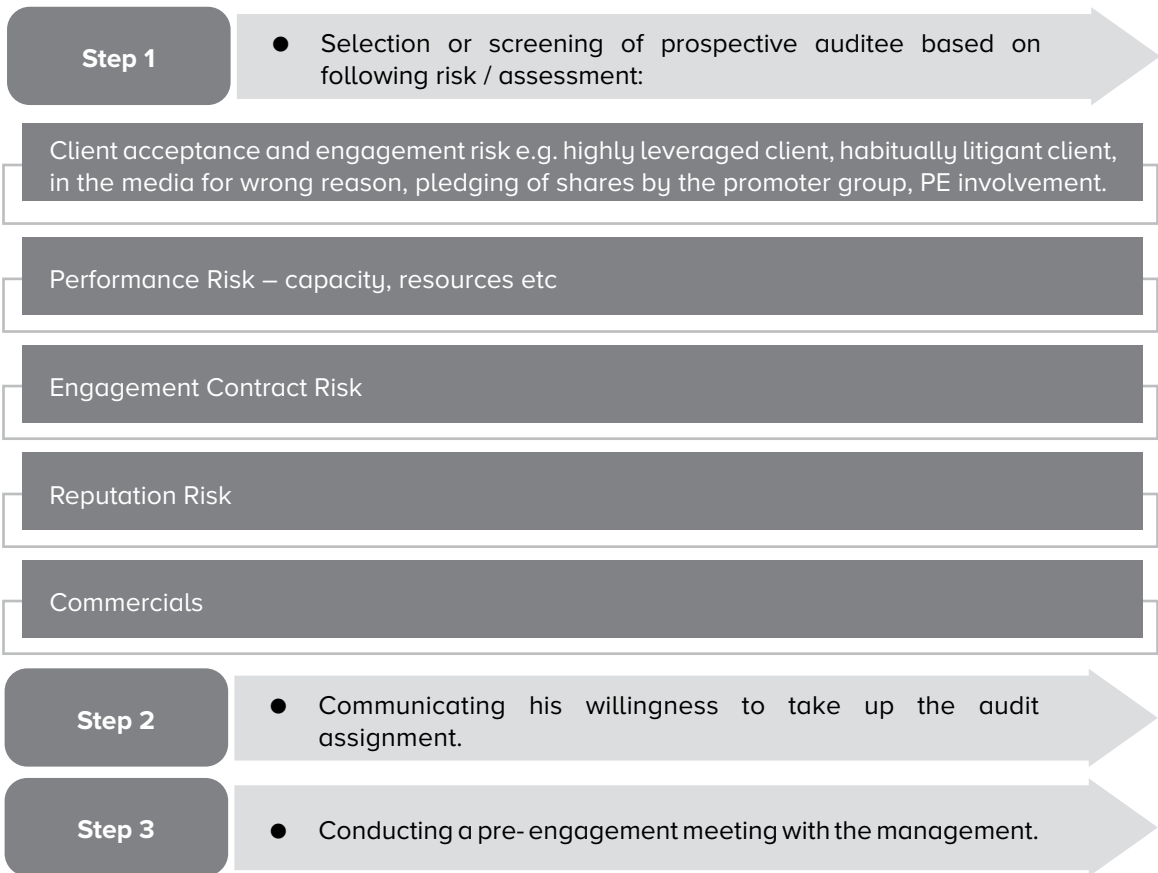 Step 1
● Selection or screening of prospective auditee based on
following risk / assessment:
Client acceptance and engagement risk e.g. highly leveraged client, habitually litigant client,
in the media for wrong reason, pledging of shares by the promoter group, PE involvement.
Performance Risk – capacity, resources etc
Engagement Contract Risk
Reputation Risk
Commercials
Step 2
● Communicating his willingness to take up the audit
assignment.
Step 3
● Conducting a pre- engagement meeting with the management.